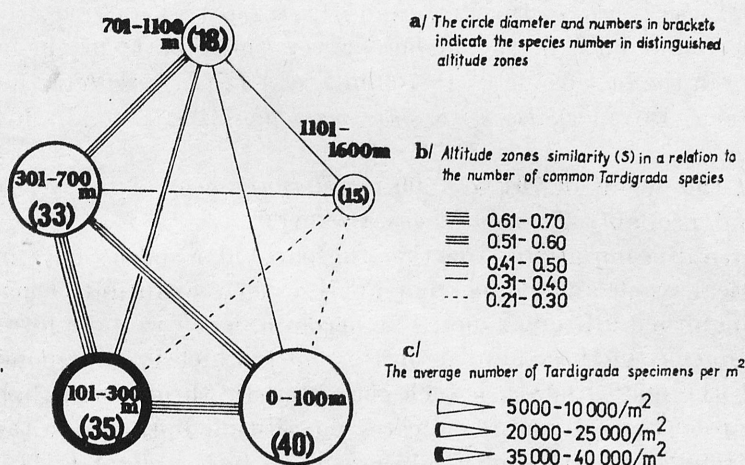 701-1100
m
(18)
1101-
1600m
(15)
301-700
m
(33)
101-300
m
(35)
0-100m
(40)
a/ The circle diameter and numbers in brackets
indicate the species number in distinguished
altitude zones
b/ Altitude zones similarity (S) in a relation to
the number of common Tardigrada species
0.61-0.70
0.51-0.60
0.41-0.50
0.31-0.40
0.21-0.30
c/
The average number of Tardigrada specimens per m²
5000-10 000/m²
20 000-25 000/m²
35 000-40 000/m²